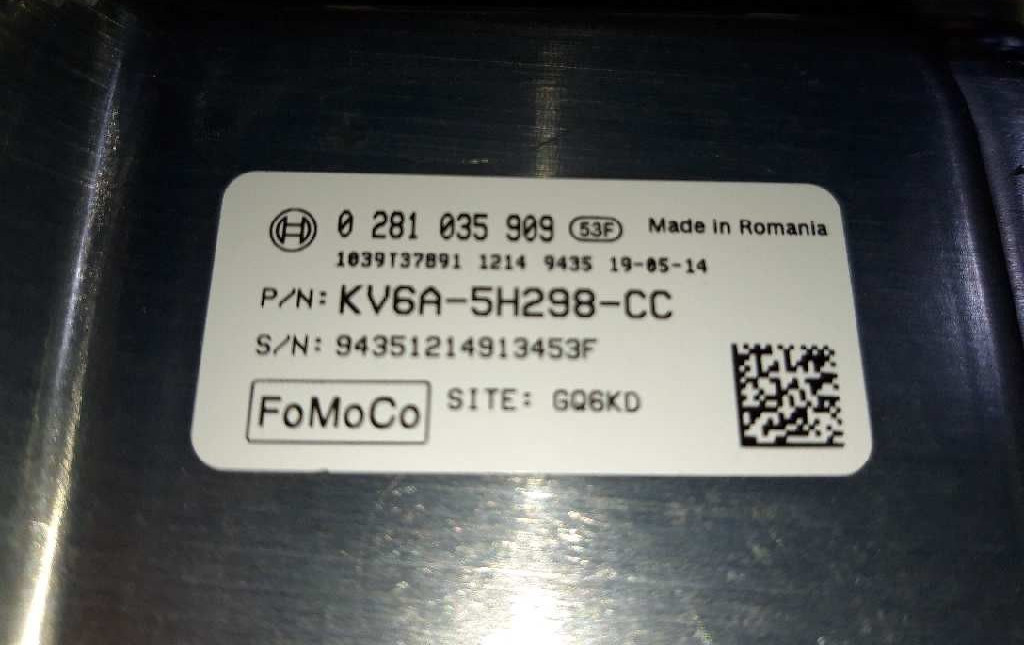 0 281 035 909 53F Made in Romania
1039T37891 1214 9435 19-05-14
P/N: KV6A-5H298-CC
S/N: 94351214913453F
FoMoCo SITE: GQ6KD